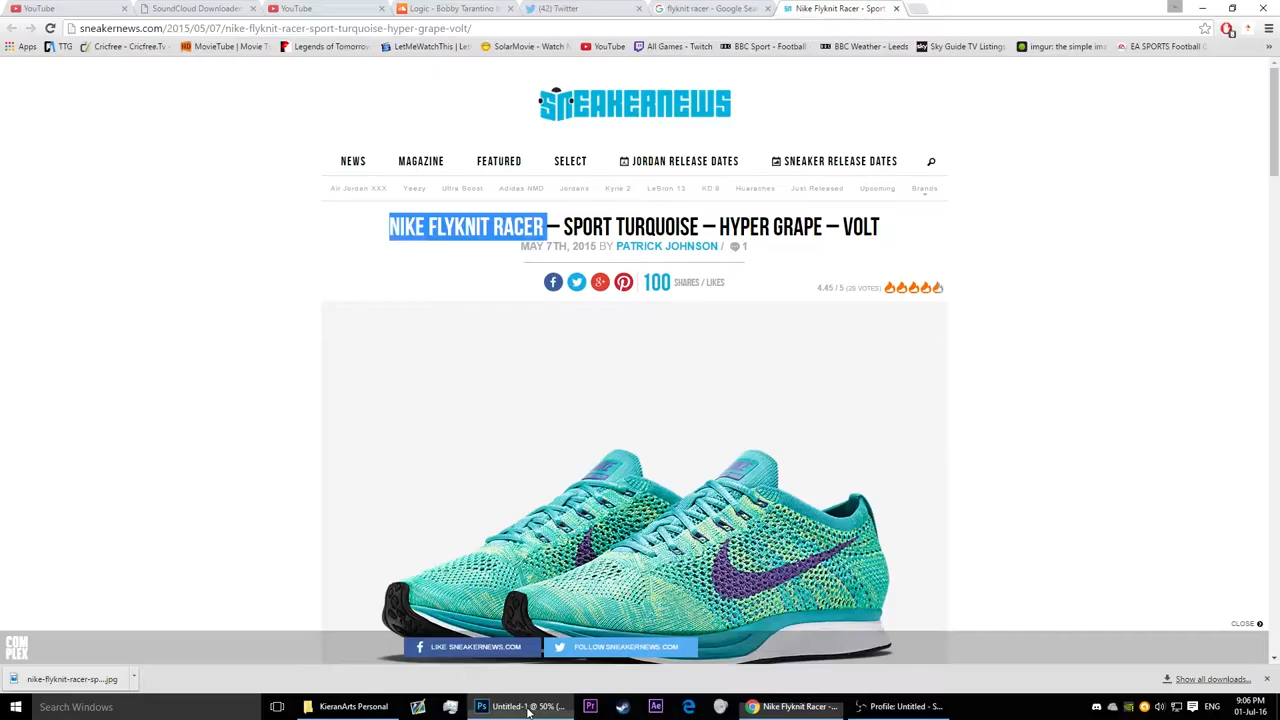 YouTube
SoundCloud Downloader
YouTube
Logic - Bobby Tarantino
(42) Twitter
flyknit racer - Google Sea
Nike Flyknit Racer - Sport
sneakernews.com/2015/05/07/nike-flyknit-racer-sport-turquoise-hyper-grape-volt/
Apps
TTG
Cricfree - Cricfree.Tv
MovieTube | Movie T
Legends of Tomorrow
LetMeWatchThis | Let
SolarMovie - Watch
YouTube
All Games - Twitch
BBC Sport - Football
BBC Weather - Leeds
Sky Guide TV Listings
imgur: the simple ima
EA SPORTS Football C
SNEAKERNEWS
NEWS MAGAZINE FEATURED SELECT JORDAN RELEASE DATES SNEAKER RELEASE DATES
Air Jordan XXX Yeezy Ultra Boost Adidas NMD Jordans Kyrie 2 LeBron 13 KD 8 Huaraches Just Released Upcoming Brands
NIKE FLYKNIT RACER – SPORT TURQUOISE – HYPER GRAPE – VOLT
MAY 7TH, 2015 BY PATRICK JOHNSON / 1
100 SHARES / LIKES
4.45 / 5 (26 VOTES)
CLOSE
COMPLEX
LIKE SNEAKERNEWS.COM
FOLLOW SNEAKERNEWS.COM
nike-flyknit-racer-sp....jpg
Show all downloads...
Search Windows
KieranArts Personal
Untitled-1 @ 50% (...
Nike Flyknit Racer -...
Profile: Untitled - S...
ENG
9:06 PM
01-Jul-16